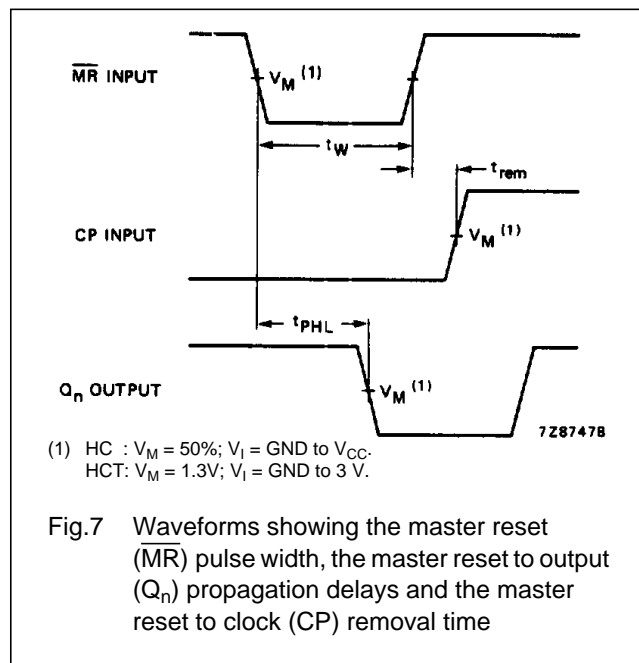 M̅R̅ INPUT
V_M (1)
t_W
t_rem
CP INPUT
V_M (1)
t_PHL
Q_n OUTPUT
V_M (1)
7Z87478
(1) HC : V_M = 50%; V_I = GND to V_CC.
HCT: V_M = 1.3V; V_I = GND to 3 V.
Fig.7 Waveforms showing the master reset
(M̅R̅) pulse width, the master reset to output
(Q_n) propagation delays and the master
reset to clock (CP) removal time